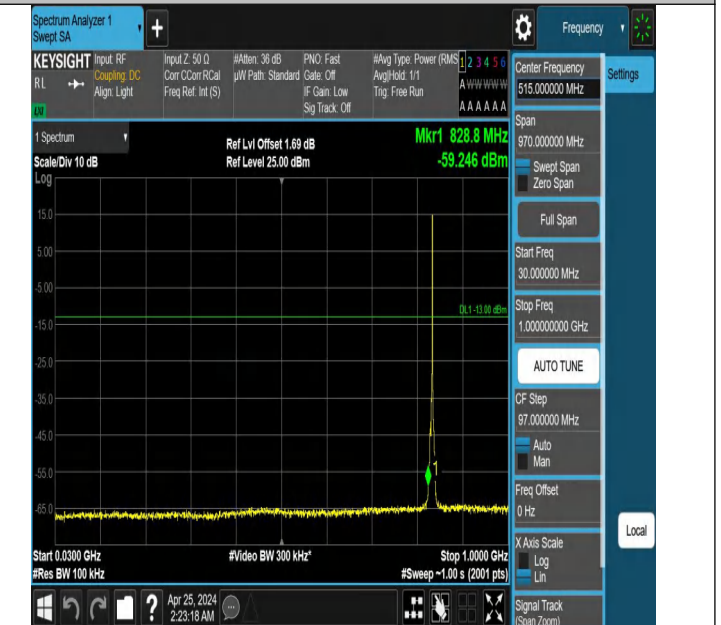 Spectrum Analyzer 1
Swept SA
Frequency
KEYSIGHT
RL
LXI
Input: RF
Coupling: DC
Align: Light
Input Z: 50 Ω
Corr CCorr RCal
Freq Ref: Int (S)
#Atten: 36 dB
µW Path: Standard
PNO: Fast
Gate: Off
IF Gain: Low
Sig Track: Off
#Avg Type: Power (RMS
Avg|Hold: 1/1
Trig: Free Run
1 2 3 4 5 6
A W W W W W
A A A A A A
1 Spectrum
Scale/Div 10 dB
Log
Ref Lvl Offset 1.69 dB
Ref Level 25.00 dBm
Mkr1 828.8 MHz
-59.246 dBm
15.0
5.00
-5.00
-15.0
-25.0
-35.0
-45.0
-55.0
-65.0
DL1 -13.00 dBm
Start 0.0300 GHz
#Res BW 100 kHz
#Video BW 300 kHz*
Stop 1.0000 GHz
#Sweep ~1.00 s (2001 pts)
Center Frequency
515.000000 MHz
Settings
Span
970.000000 MHz
Swept Span
Zero Span
Full Span
Start Freq
30.000000 MHz
Stop Freq
1.000000000 GHz
AUTO TUNE
CF Step
97.000000 MHz
Auto
Man
Freq Offset
0 Hz
X Axis Scale
Log
Lin
Local
Signal Track
(Span Zoom)
?
Apr 25, 2024
2:23:18 AM